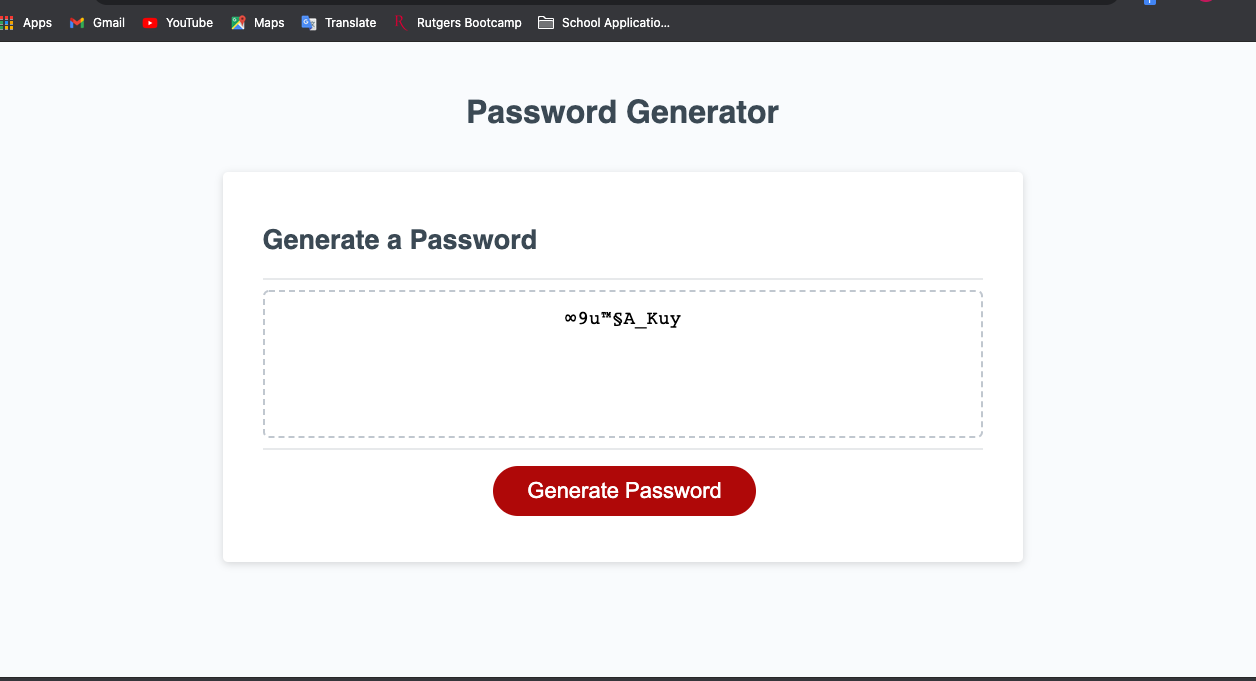 Apps Gmail YouTube Maps Translate Rutgers Bootcamp School Applicatio...
Password Generator
Generate a Password
∞9u™§A_Kuy
Generate Password